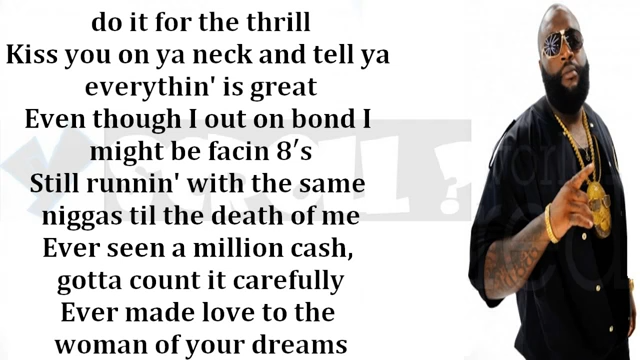 do it for the thrill
Kiss you on ya neck and tell ya
everythin' is great
Even though I out on bond I
might be facin 8′s
Still runnin' with the same
niggas til the death of me
Ever seen a million cash,
gotta count it carefully
Ever made love to the
woman of your dreams